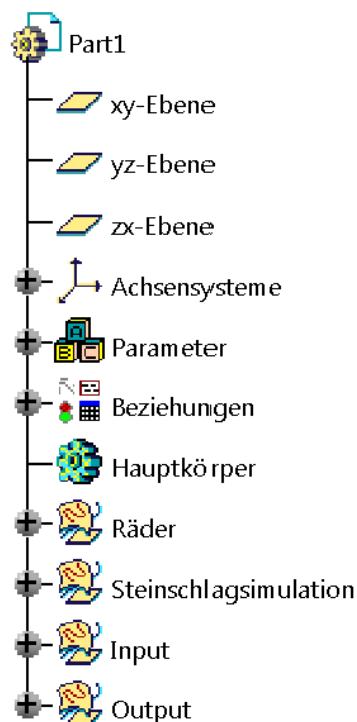 Part1
xy-Ebene
yz-Ebene
zx-Ebene
Achsensysteme
A
B C
Parameter
Beziehungen
Hauptkörper
Räder
Steinschlagsimulation
Input
Output